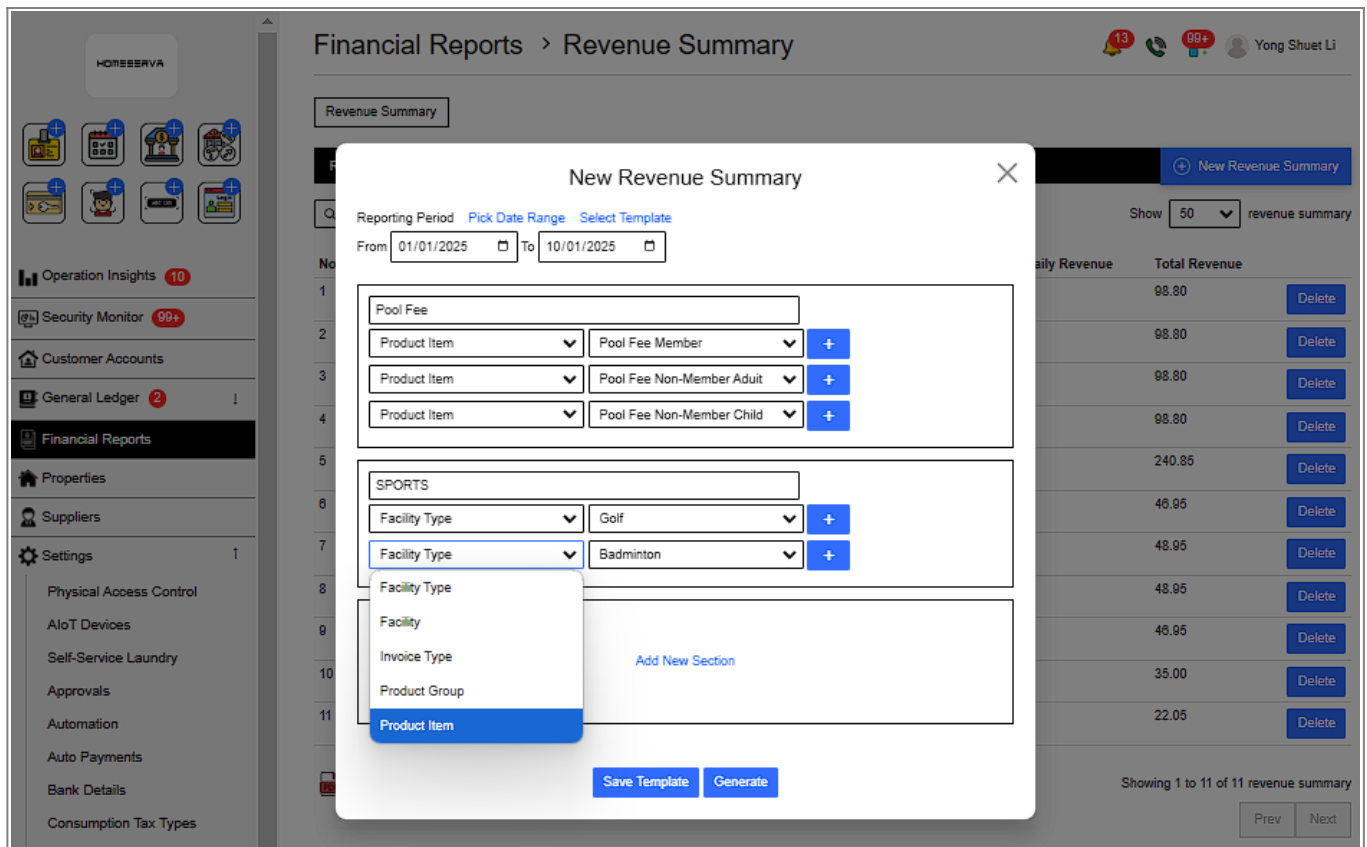 HOMESERVA
Operation Insights 10
Security Monitor 99+
Customer Accounts
General Ledger 2
Financial Reports
Properties
Suppliers
Settings
Physical Access Control
AIoT Devices
Self-Service Laundry
Approvals
Automation
Auto Payments
Bank Details
Consumption Tax Types
Financial Reports > Revenue Summary
13 99+ Yong Shuet Li
Revenue Summary
New Revenue Summary
Show 50 revenue summary
No aily Revenue Total Revenue
1 98.80 Delete
2 98.80 Delete
3 98.80 Delete
4 98.80 Delete
5 240.85 Delete
6 46.95 Delete
7 48.95 Delete
8 48.95 Delete
9 46.95 Delete
10 35.00 Delete
11 22.05 Delete
Showing 1 to 11 of 11 revenue summary
Prev Next
New Revenue Summary
Reporting Period Pick Date Range Select Template
From 01/01/2025 To 10/01/2025
Pool Fee
Product Item Pool Fee Member +
Product Item Pool Fee Non-Member Aduit +
Product Item Pool Fee Non-Member Child +
SPORTS
Facility Type Golf +
Facility Type Badminton +
Facility Type
Facility
Invoice Type
Product Group
Product Item
Add New Section
Save Template Generate